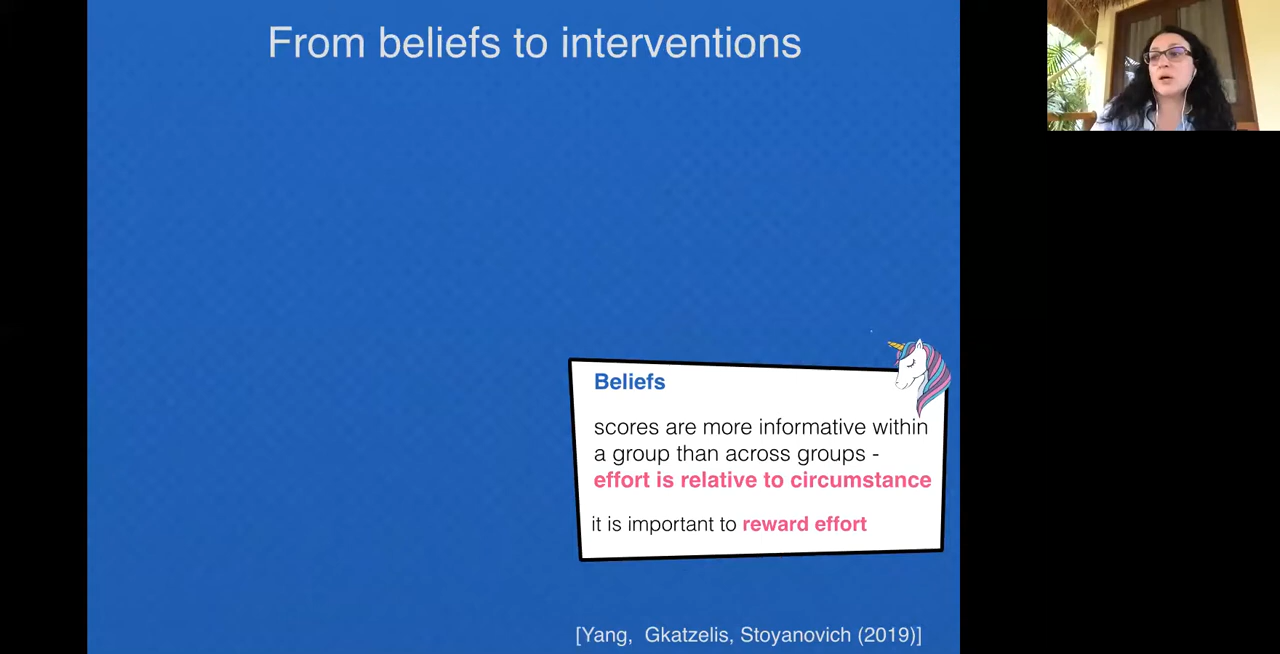 From beliefs to interventions
Beliefs
scores are more informative within
a group than across groups -
effort is relative to circumstance
it is important to reward effort
[Yang,  Gkatzelis, Stoyanovich (2019)]